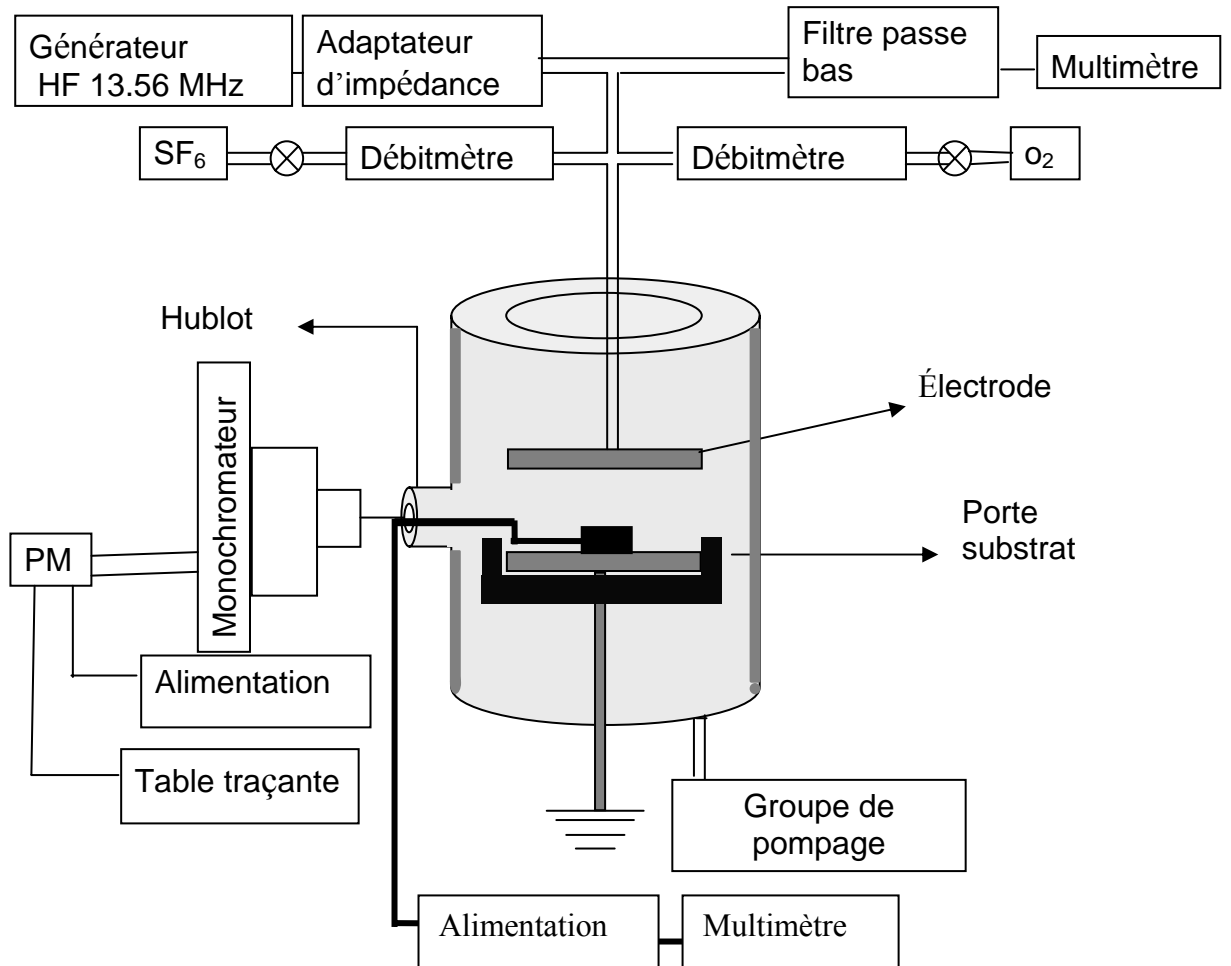 Générateur
HF 13.56 MHz
Adaptateur
d’impédance
Filtre passe
bas
Multimètre
SF₆
Débitmètre
Débitmètre
o₂
Hublot
Électrode
Monochromateur
Porte
substrat
PM
Alimentation
Table traçante
Groupe de
pompage
Alimentation
Multimètre